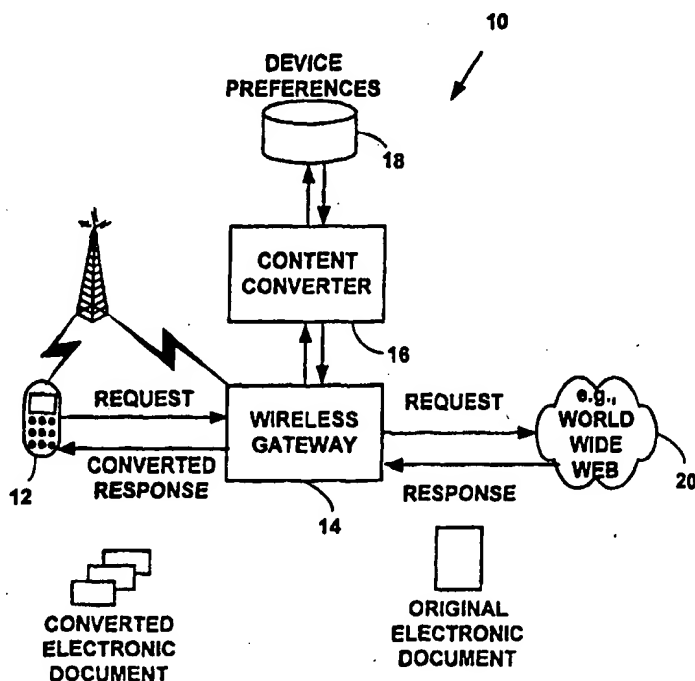 10
DEVICE
PREFERENCES
18
CONTENT
CONVERTER
16
REQUEST
WIRELESS
GATEWAY
REQUEST
e.g.,
WORLD
WIDE
WEB
12
CONVERTED
RESPONSE
14
RESPONSE
20
CONVERTED
ELECTRONIC
DOCUMENT
ORIGINAL
ELECTRONIC
DOCUMENT